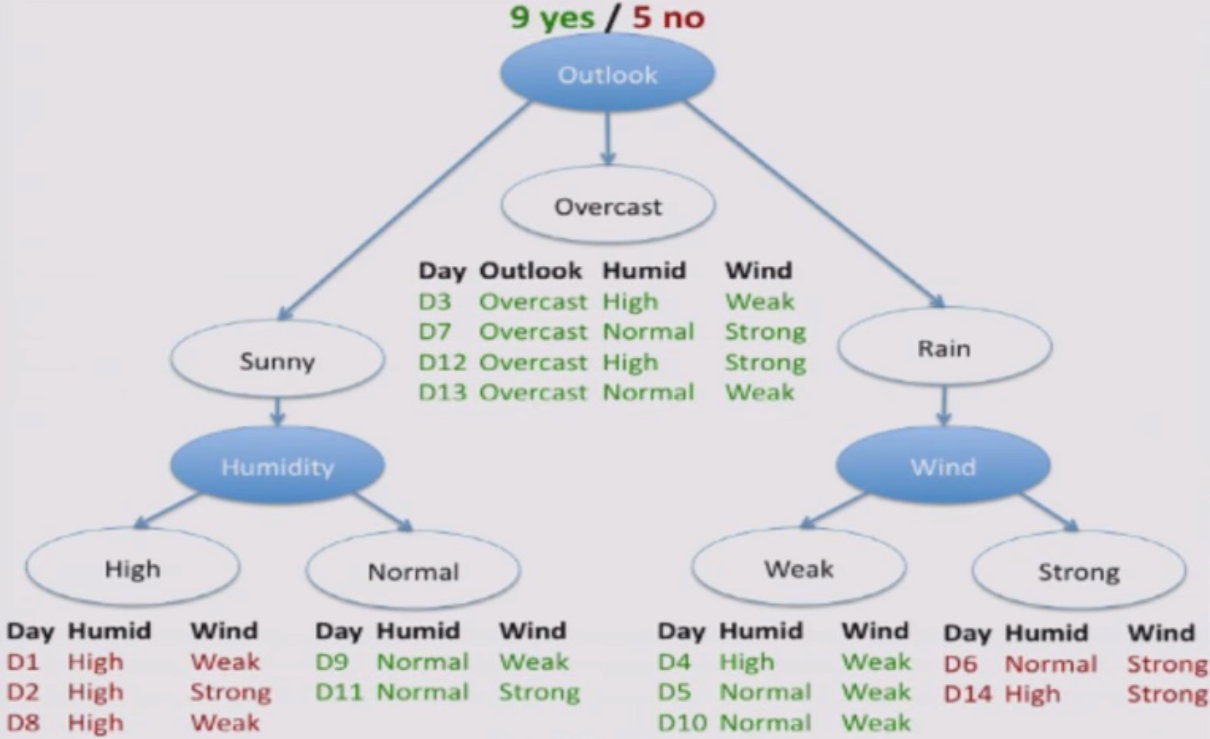 9 yes / 5 no
Outlook
Overcast
Day Outlook Humid Wind
D3 Overcast High Weak
D7 Overcast Normal Strong
D12 Overcast High Strong
D13 Overcast Normal Weak
Sunny
Rain
Humidity
Wind
High
Normal
Weak
Strong
Day Humid Wind
D1 High Weak
D2 High Strong
D8 High Weak
Day Humid Wind
D9 Normal Weak
D11 Normal Strong
Day Humid Wind
D4 High Weak
D5 Normal Weak
D10 Normal Weak
Day Humid Wind
D6 Normal Strong
D14 High Strong